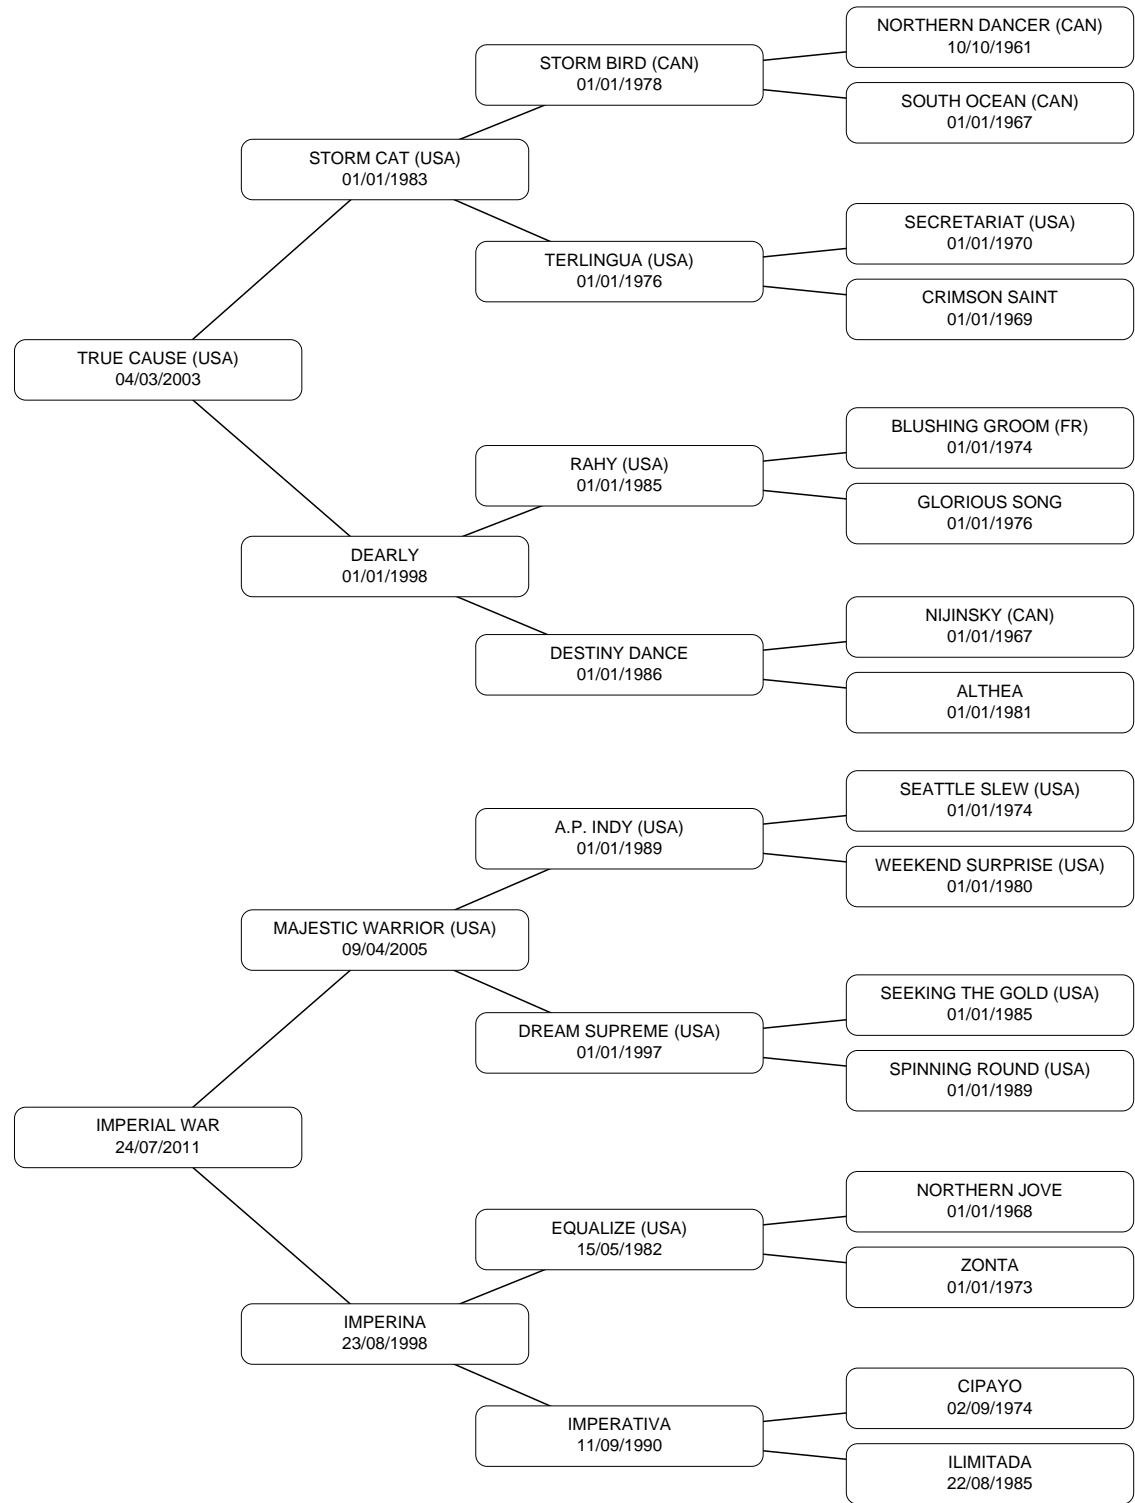 NORTHERN DANCER (CAN)
10/10/1961
STORM BIRD (CAN)
01/01/1978
SOUTH OCEAN (CAN)
01/01/1967
STORM CAT (USA)
01/01/1983
SECRETARIAT (USA)
01/01/1970
TERLINGUA (USA)
01/01/1976
CRIMSON SAINT
01/01/1969
TRUE CAUSE (USA)
04/03/2003
BLUSHING GROOM (FR)
01/01/1974
RAHY (USA)
01/01/1985
GLORIOUS SONG
01/01/1976
DEARLY
01/01/1998
NIJINSKY (CAN)
01/01/1967
DESTINY DANCE
01/01/1986
ALTHEA
01/01/1981
SEATTLE SLEW (USA)
01/01/1974
A.P. INDY (USA)
01/01/1989
WEEKEND SURPRISE (USA)
01/01/1980
MAJESTIC WARRIOR (USA)
09/04/2005
SEEKING THE GOLD (USA)
01/01/1985
DREAM SUPREME (USA)
01/01/1997
SPINNING ROUND (USA)
01/01/1989
IMPERIAL WAR
24/07/2011
NORTHERN JOVE
01/01/1968
EQUALIZE (USA)
15/05/1982
ZONTA
01/01/1973
IMPERINA
23/08/1998
CIPAYO
02/09/1974
IMPERATIVA
11/09/1990
ILIMITADA
22/08/1985